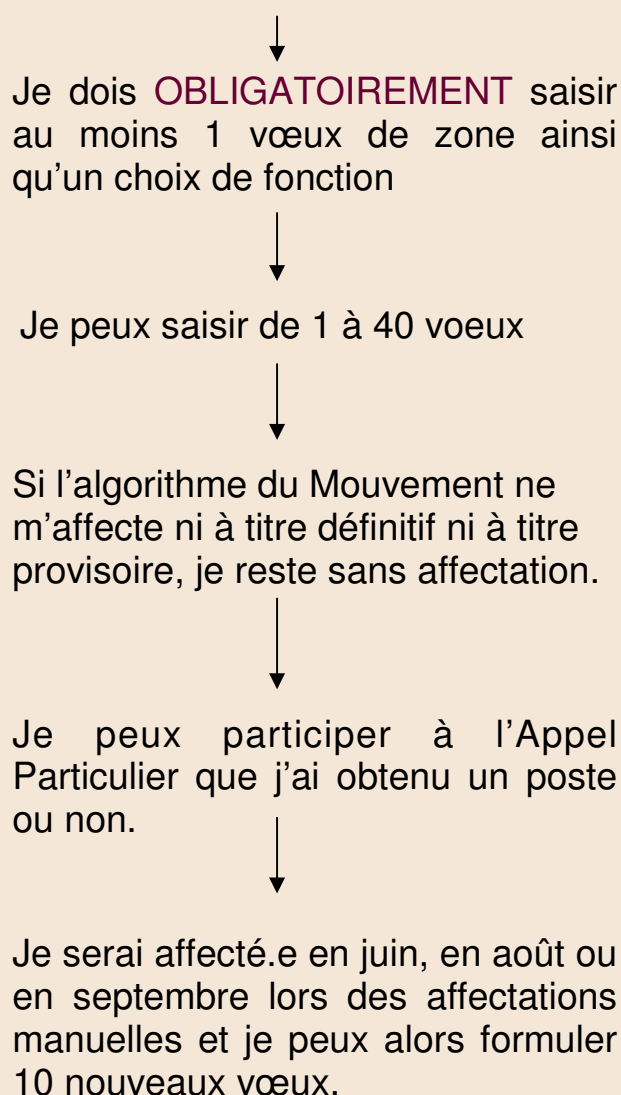 Je dois OBLIGATOIREMENT saisir
au moins 1 vœux de zone ainsi
qu’un choix de fonction
Je peux saisir de 1 à 40 voeux
Si l’algorithme du Mouvement ne
m’affecte ni à titre définitif ni à titre
provisoire, je reste sans affectation.
Je peux participer à l’Appel
Particulier que j’ai obtenu un poste
ou non.
Je serai affecté.e en juin, en août ou
en septembre lors des affectations
manuelles et je peux alors formuler
10 nouveaux vœux.